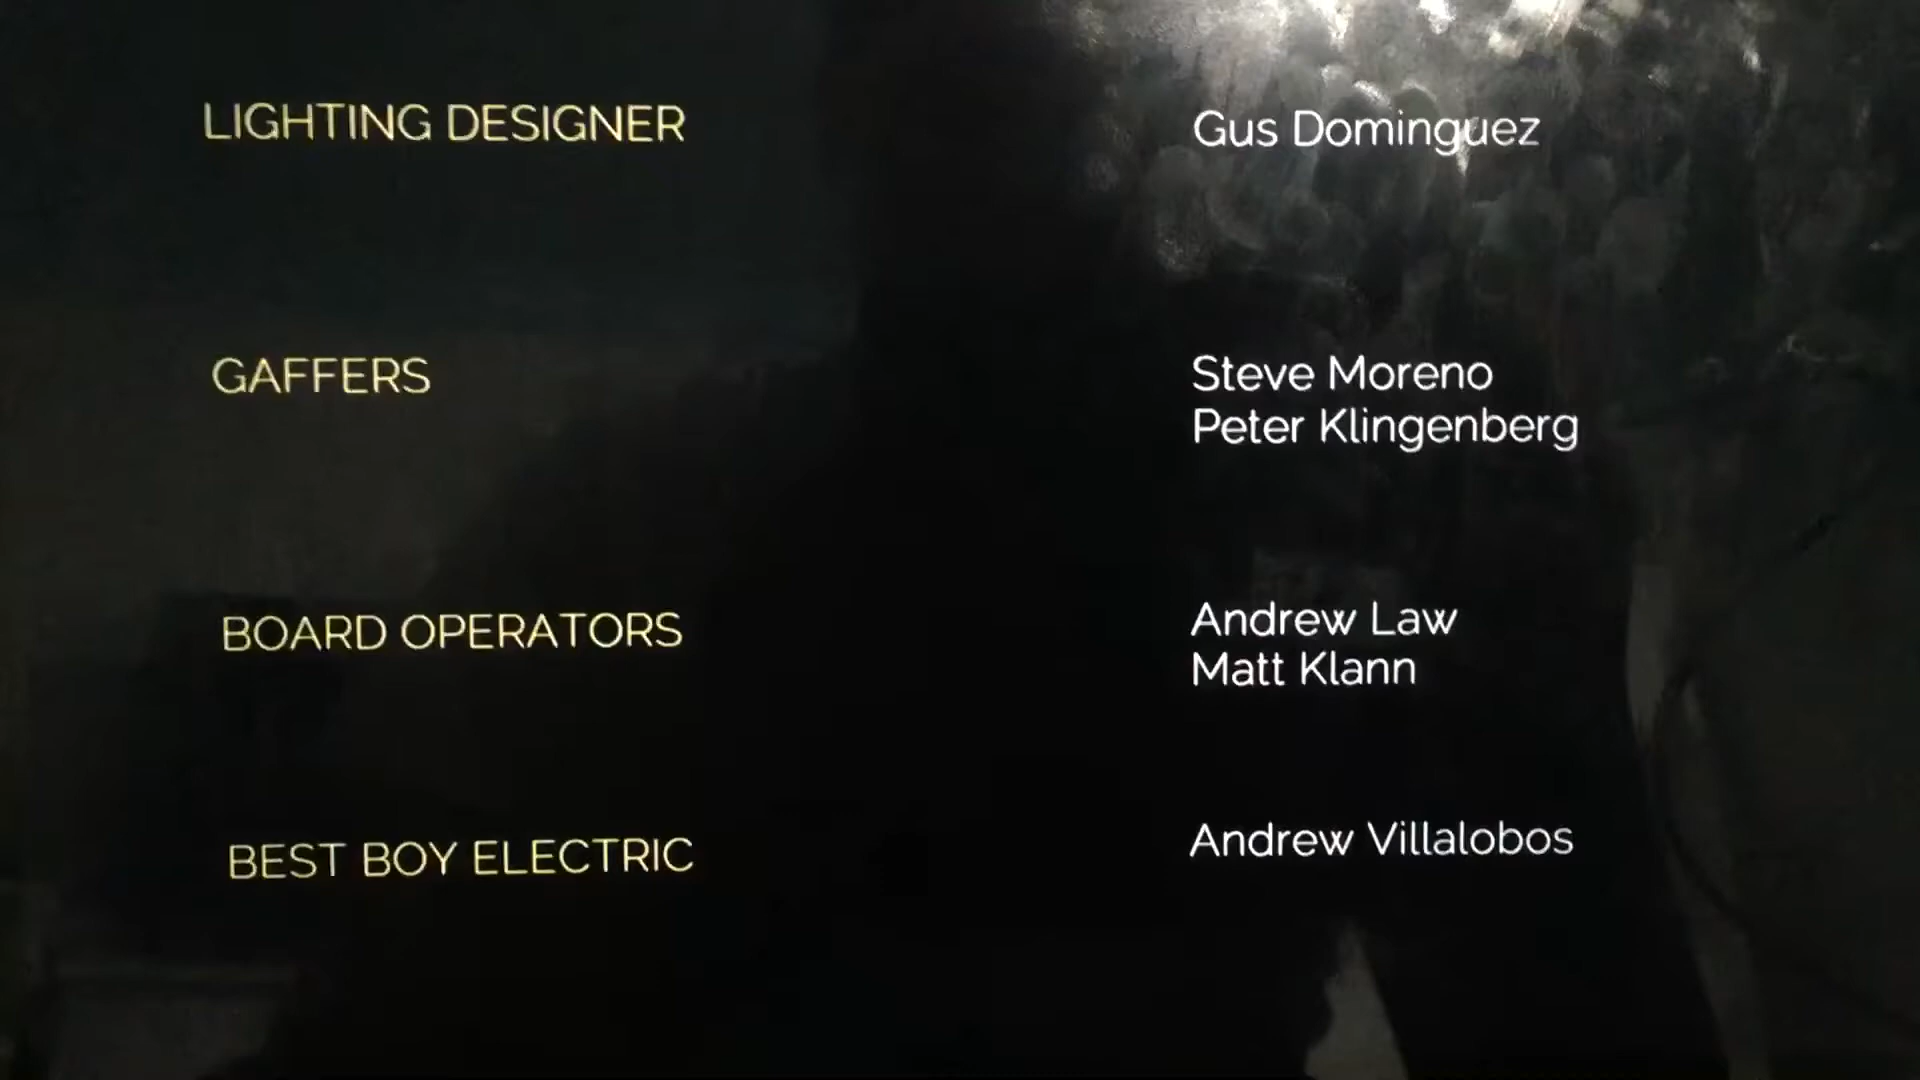 LIGHTING DESIGNER Gus Dominguez
GAFFERS Steve Moreno
Peter Klingenberg
BOARD OPERATORS Andrew Law
Matt Klann
BEST BOY ELECTRIC Andrew Villalobos